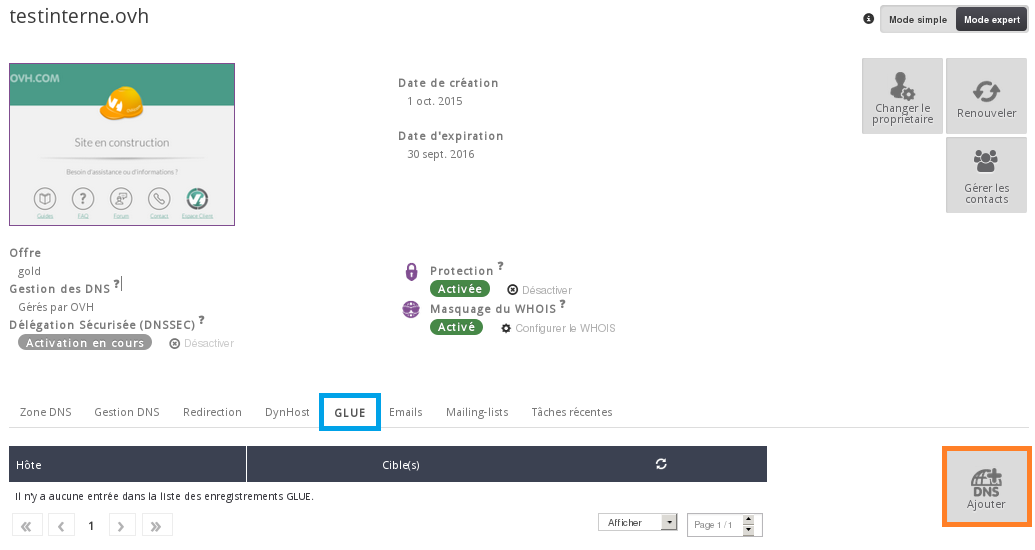 testinterne.ovh
Mode simple
Mode expert
OVH.COM
Site en construction
Besoin d'assistance ou d'informations ?
Guides
FAQ
Forum
Contact
Espace Client
Date de création
1 oct. 2015
Date d'expiration
30 sept. 2016
Changer le
propriétaire
Renouveler
Gérer les
contacts
Offre
gold
Gestion des DNS ?
Gérés par OVH
Délégation Sécurisée (DNSSEC) ?
Activation en cours
Désactiver
Protection ?
Activée
Désactiver
Masquage du WHOIS ?
Activé
Configurer le WHOIS
Zone DNS
Gestion DNS
Redirection
DynHost
GLUE
Emails
Mailing-lists
Tâches récentes
Hôte
Cible(s)
Il n'y a aucune entrée dans la liste des enregistrements GLUE.
« ‹ 1 › »
Afficher
Page 1 / 1
DNS
Ajouter